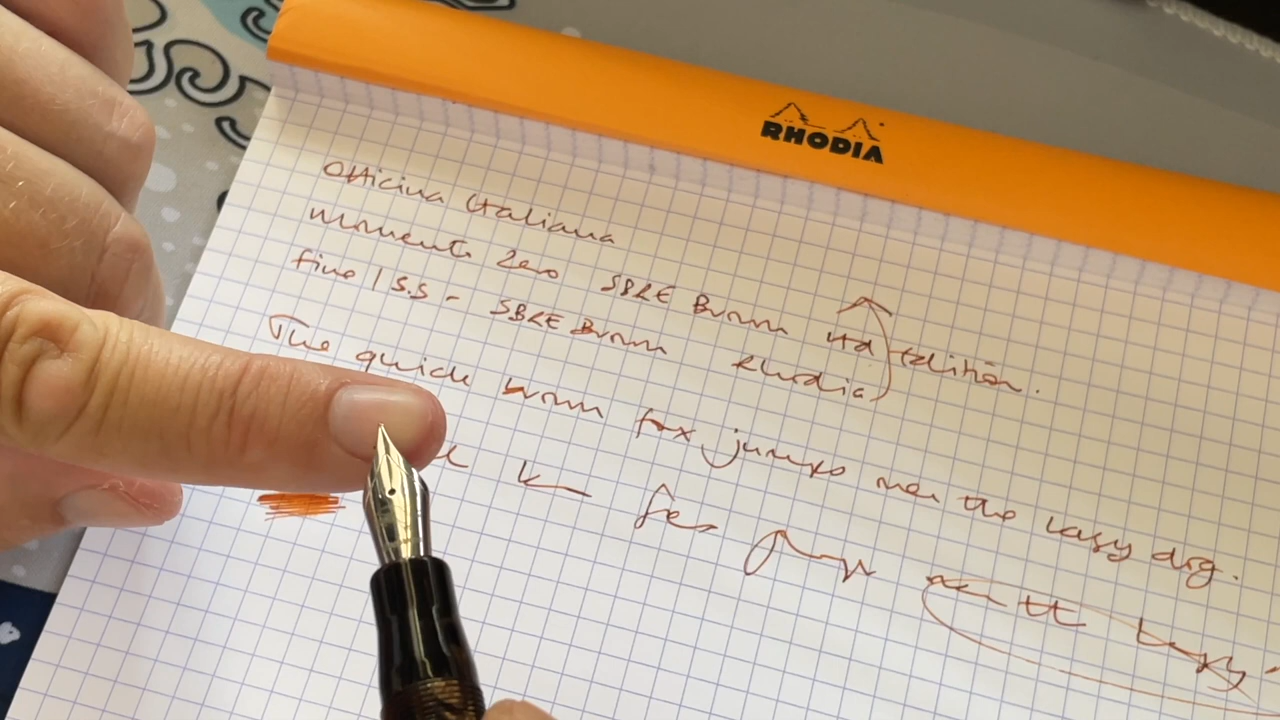 RHODIA
Officina Italiana
Momento Zero SBRE Brown Ltd Edition.
fine / S.S - SBRE Brown Rhodia
The quick brown fox jumps over the lazy dog.